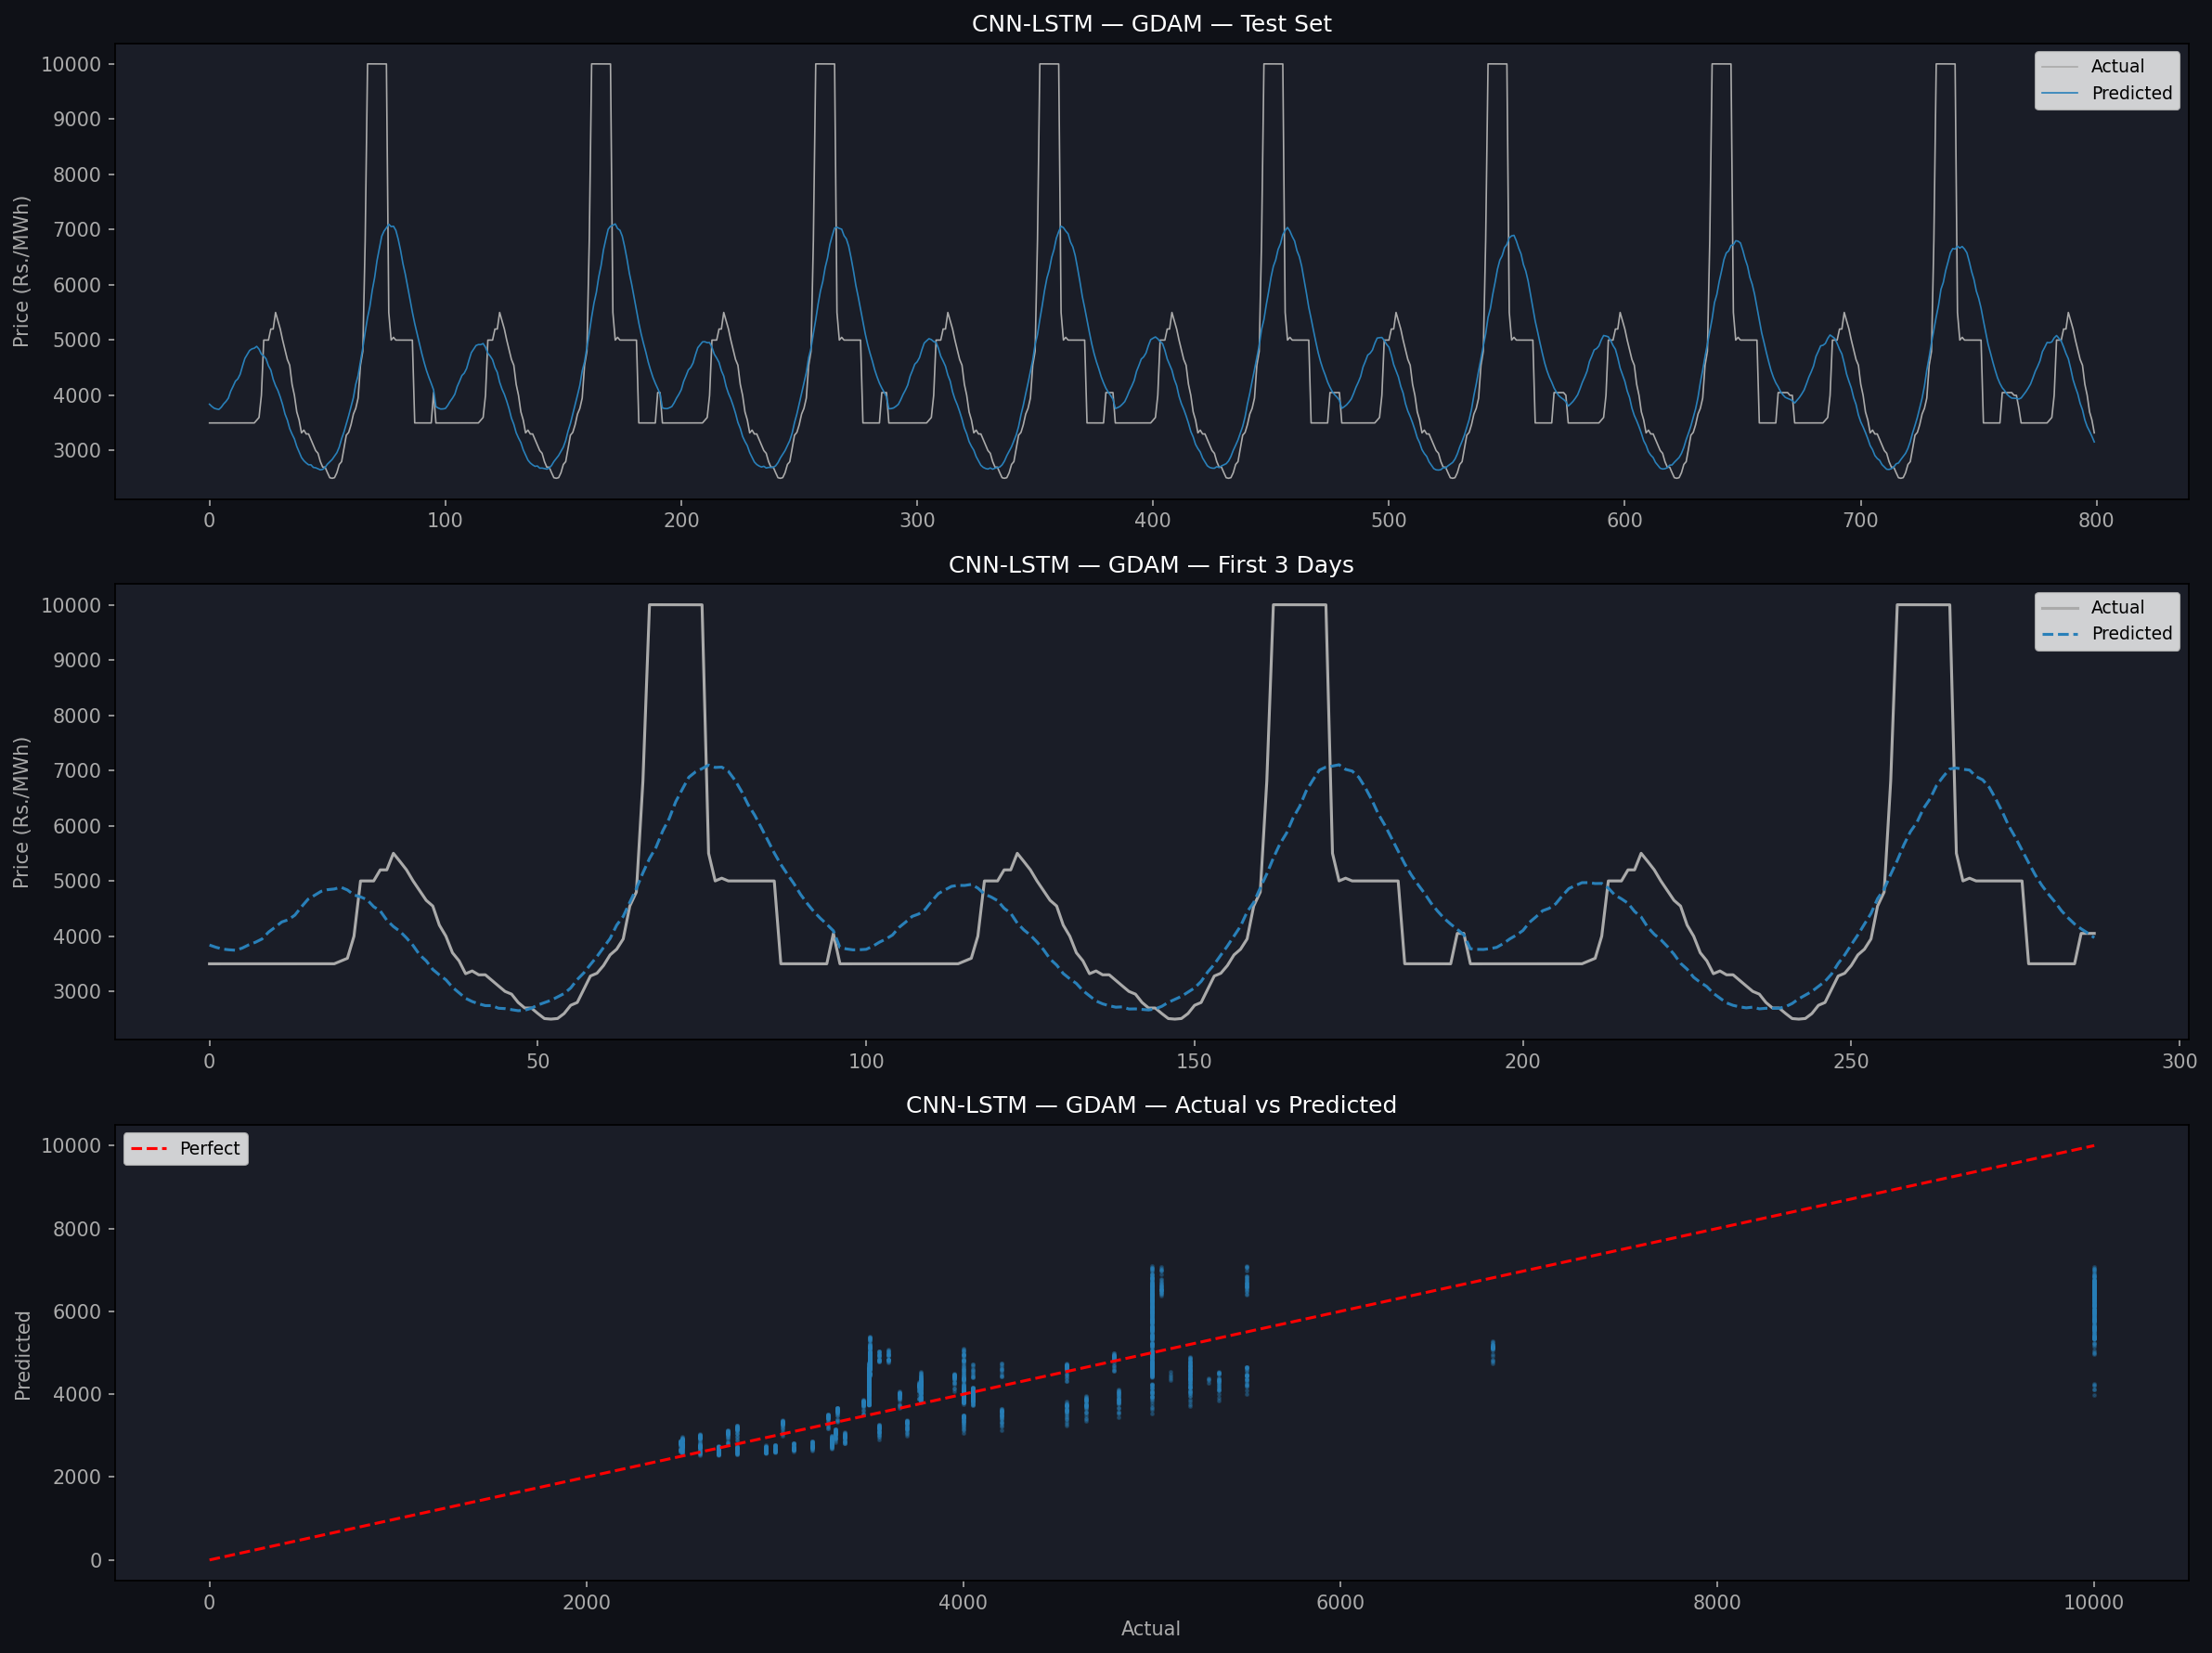 CNN-LSTM — GDAM — Test Set
Price (Rs./MWh)
10000
9000
8000
7000
6000
5000
4000
3000
Actual
Predicted
0 100 200 300 400 500 600 700 800
CNN-LSTM — GDAM — First 3 Days
Price (Rs./MWh)
10000
9000
8000
7000
6000
5000
4000
3000
Actual
Predicted
0 50 100 150 200 250 300
CNN-LSTM — GDAM — Actual vs Predicted
Predicted
10000
8000
6000
4000
2000
0
Perfect
0 2000 4000 6000 8000 10000
Actual